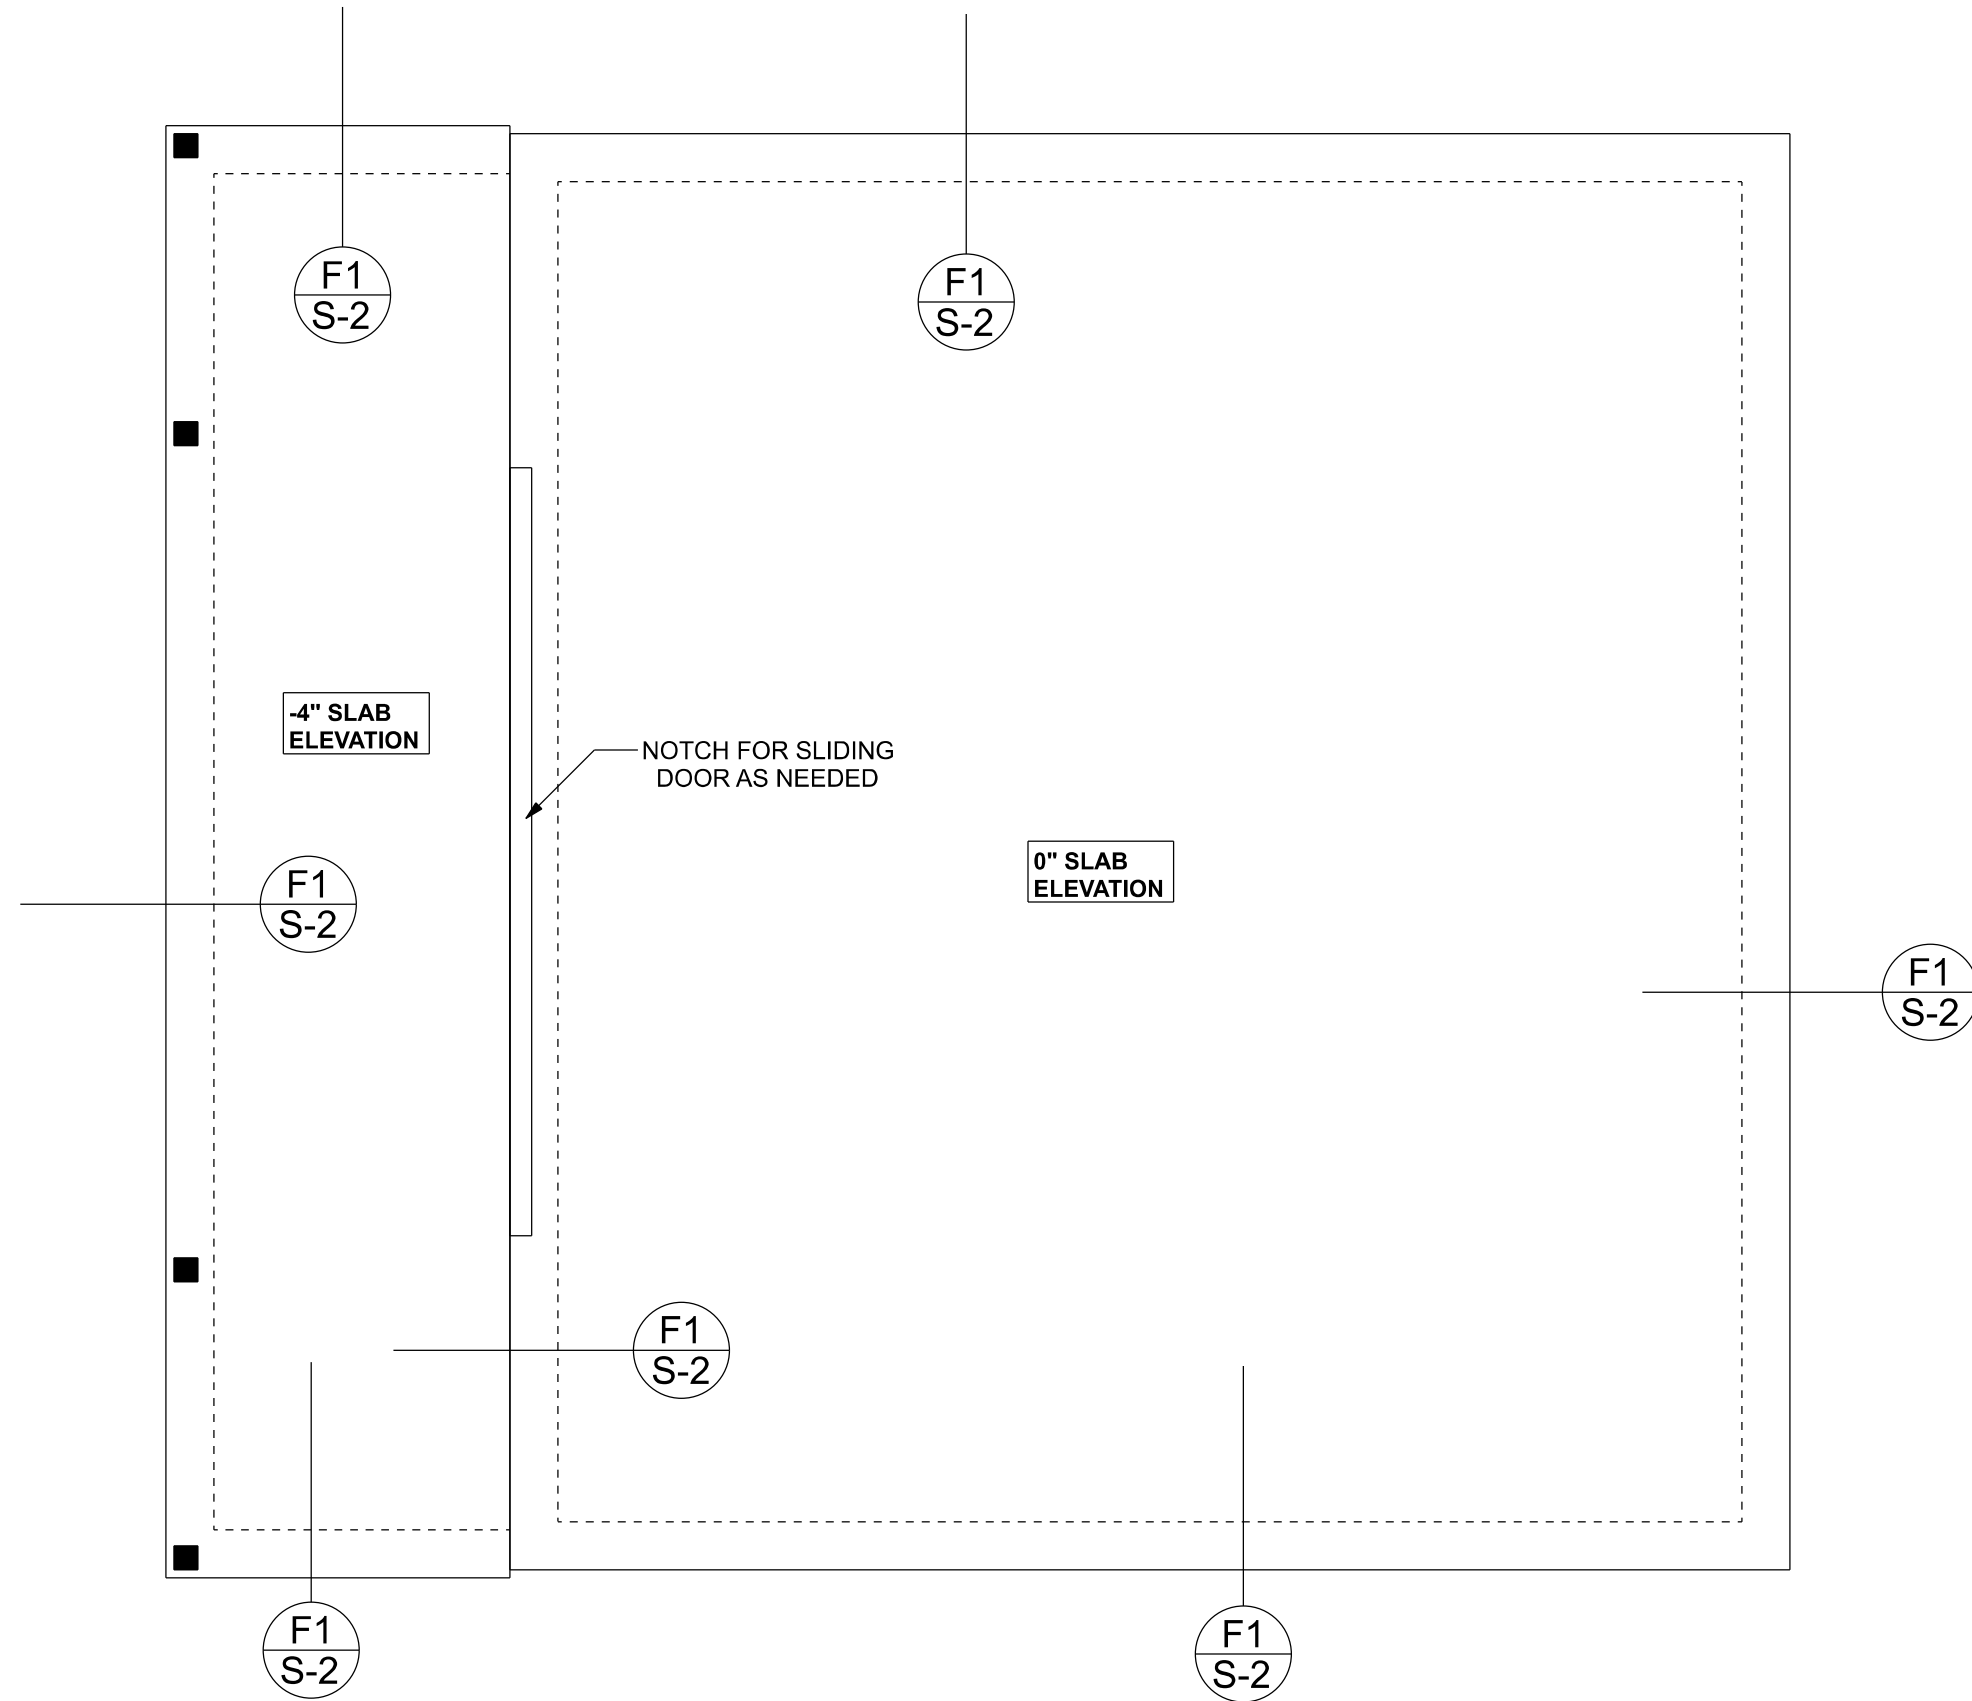 F1
S-2
F1
S-2
-4" SLAB
ELEVATION
NOTCH FOR SLIDING
DOOR AS NEEDED
0" SLAB
ELEVATION
F1
S-2
F1
S-2
F1
S-2
F1
S-2
F1
S-2